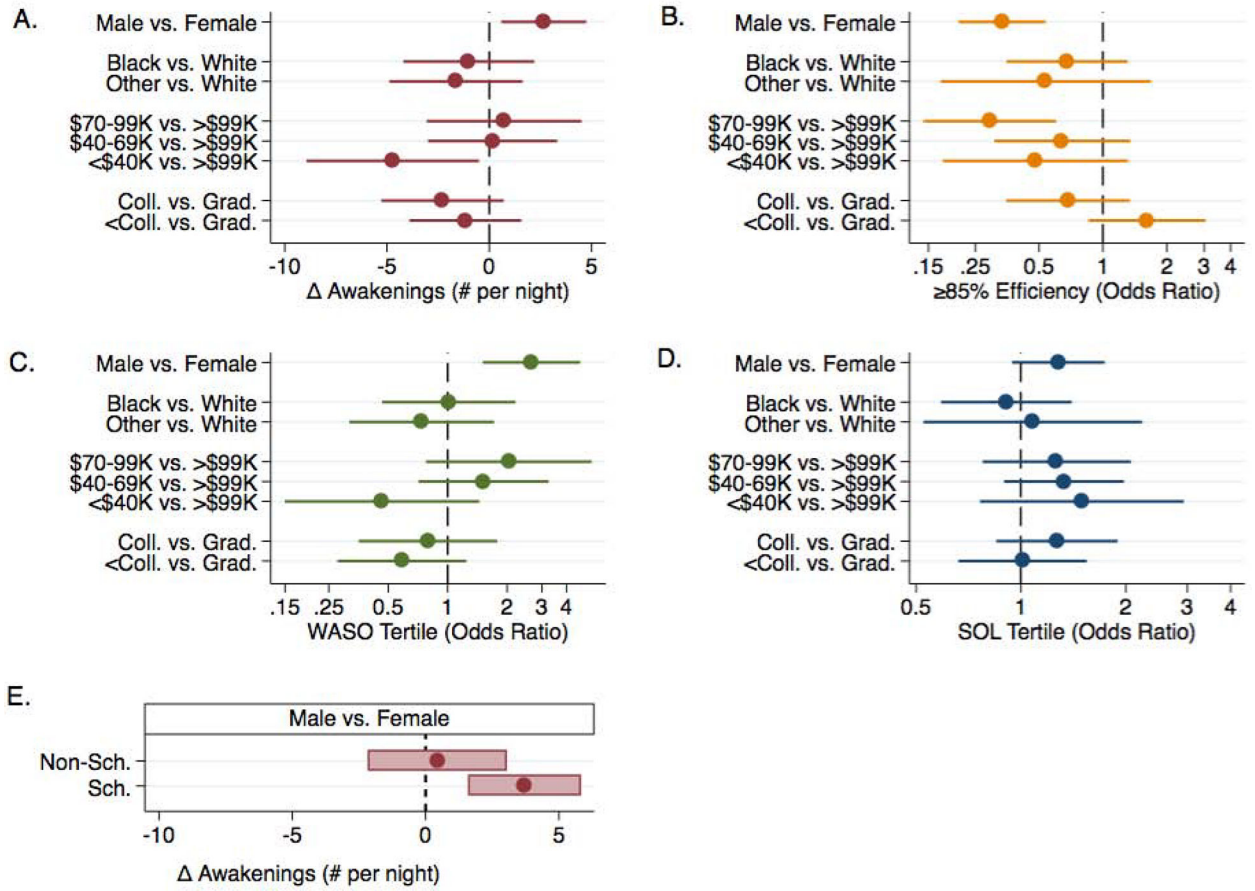 A.
Male vs. Female
Black vs. White
Other vs. White
$70-99K vs. >$99K
$40-69K vs. >$99K
<$40K vs. >$99K
Coll. vs. Grad.
<Coll. vs. Grad.
-10 -5 0 5
Δ Awakenings (# per night)
B.
Male vs. Female
Black vs. White
Other vs. White
$70-99K vs. >$99K
$40-69K vs. >$99K
<$40K vs. >$99K
Coll. vs. Grad.
<Coll. vs. Grad.
.15 .25 0.5 1 2 3 4
≥85% Efficiency (Odds Ratio)
C.
Male vs. Female
Black vs. White
Other vs. White
$70-99K vs. >$99K
$40-69K vs. >$99K
<$40K vs. >$99K
Coll. vs. Grad.
<Coll. vs. Grad.
.15 .25 0.5 1 2 3 4
WASO Tertile (Odds Ratio)
D.
Male vs. Female
Black vs. White
Other vs. White
$70-99K vs. >$99K
$40-69K vs. >$99K
<$40K vs. >$99K
Coll. vs. Grad.
<Coll. vs. Grad.
0.5 1 2 3 4
SOL Tertile (Odds Ratio)
E.
Male vs. Female
Non-Sch.
Sch.
-10 -5 0 5
Δ Awakenings (# per night)